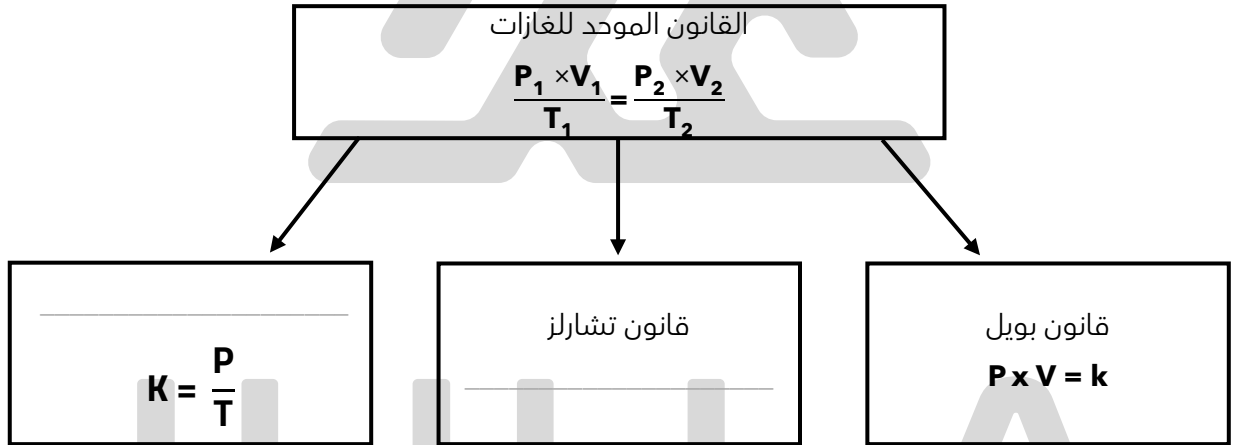 القانون الموحد للغازات
P₁ ×V₁ / T₁ = P₂ ×V₂ / T₂
قانون بويل
P x V = k
قانون تشارلز
K = P / T